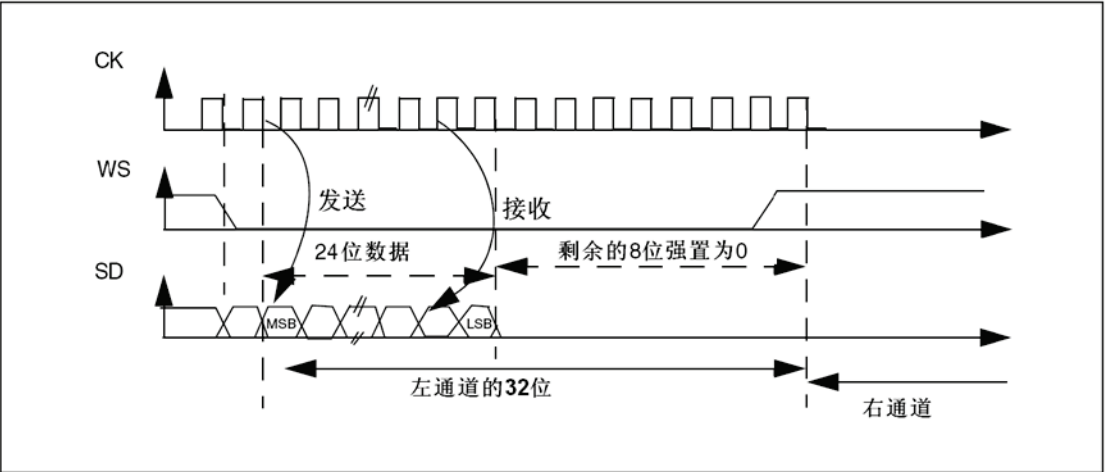 CK
WS
发送
接收
24位数据
剩余的8位强置为0
SD
MSB
LSB
左通道的32位
右通道